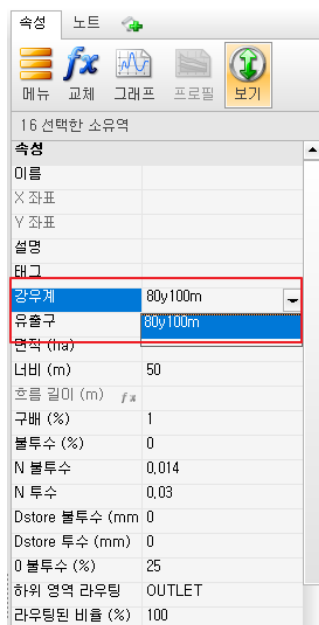 속성 노트
메뉴 교체 그래프 프로필 보기
16 선택한 소유역
속성
이름
X 좌표
Y 좌표
설명
태그
강우계 80y100m
유출구 80y100m
면적 (ha)
너비 (m) 50
흐름 길이 (m) fx
구배 (%) 1
불투수 (%) 0
N 불투수 0,014
N 투수 0,03
Dstore 불투수 (mm 0
Dstore 투수 (mm) 0
0 불투수 (%) 25
하위 영역 라우팅 OUTLET
라우팅된 비율 (%) 100